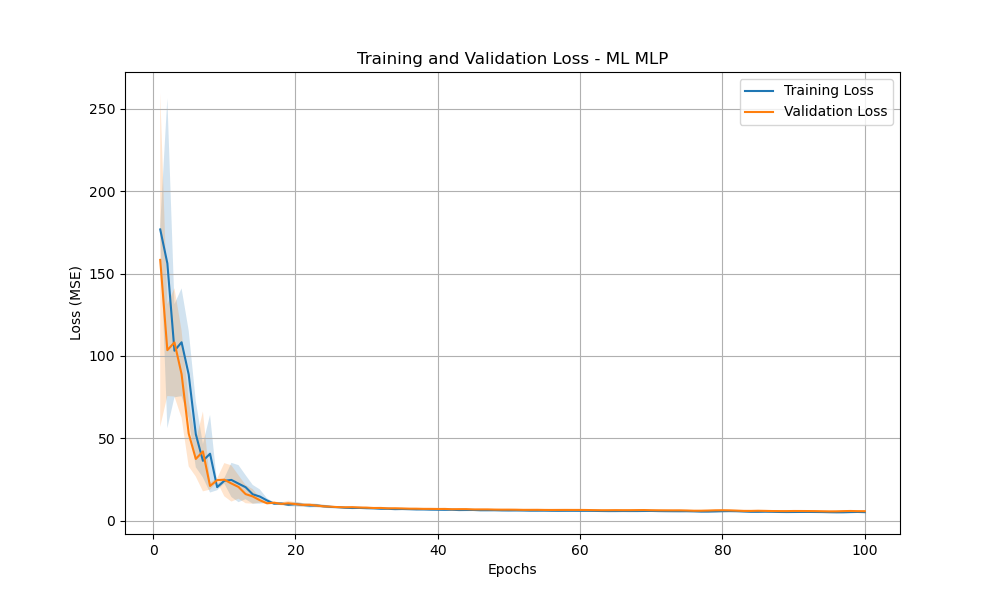 Training and Validation Loss - ML MLP
Training Loss
Validation Loss
Loss (MSE)
250
200
150
100
50
0
0 20 40 60 80 100
Epochs